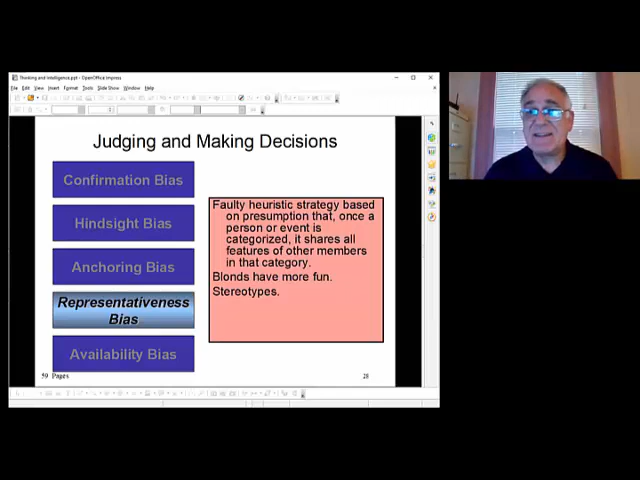 Thinking and Intelligence.ppt - OpenOffice Impress
File Edit View Insert Format Tools Slide Show Window Help
Judging and Making Decisions
Confirmation Bias
Hindsight Bias
Anchoring Bias
Representativeness
Bias
Availability Bias
Faulty heuristic strategy based
on presumption that, once a
person or event is
categorized, it shares all
features of other members
in that category.
Blonds have more fun.
Stereotypes.
59 Pages
28